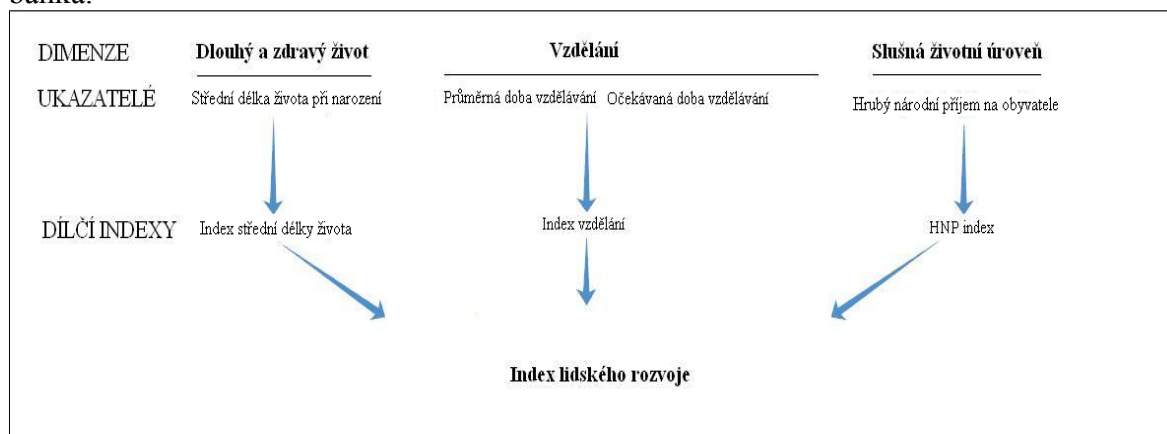 DIMENZE Dlouhý a zdravý život Vzdělání Slušná životní úroveň
UKAZATELÉ Střední délka života při narození Průměrná doba vzdělávání Očekávaná doba vzdělávání Hrubý národní příjem na obyvatele
DÍLČÍ INDEXY Index střední délky života Index vzdělání HNP index
Index lidského rozvoje